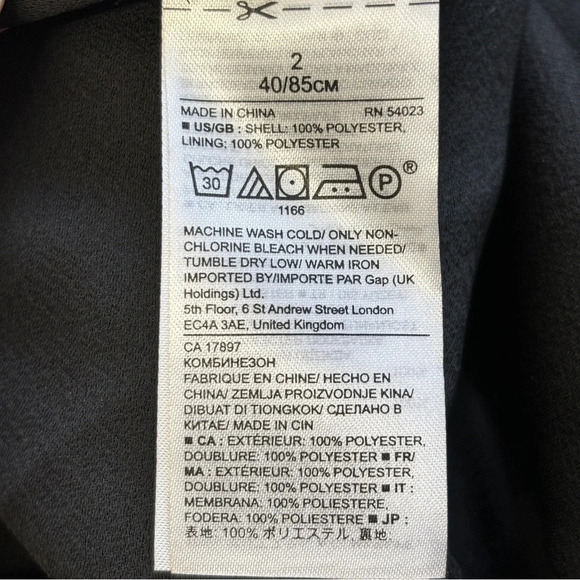 2
40/85CM
MADE IN CHINA RN 54023
■ US/GB : SHELL: 100% POLYESTER,
LINING: 100% POLYESTER
30 P ®
1166
MACHINE WASH COLD/ ONLY NON-
CHLORINE BLEACH WHEN NEEDED/
TUMBLE DRY LOW/ WARM IRON
IMPORTED BY/IMPORTE PAR Gap (UK
Holdings) Ltd.
5th Floor, 6 St Andrew Street London
EC4A 3AE, United Kingdom
CA 17897
КОМБИНЕЗОН
FABRIQUE EN CHINE/ HECHO EN
CHINA/ ZEMLJA PROIZVODNJE KINA/
DIBUAT DI TIONGKOK/ СДЕЛАНО В
КИТАЕ/ MADE IN CIN
■ CA : EXTÉRIEUR: 100% POLYESTER,
DOUBLURE: 100% POLYESTER ■ FR/
MA : EXTÉRIEUR: 100% POLYESTER,
DOUBLURE: 100% POLYESTER ■ IT :
MEMBRANA: 100% POLIESTERE,
FODERA: 100% POLIESTERE ■ JP :
表地: 100% ポリエステル, 裏地: